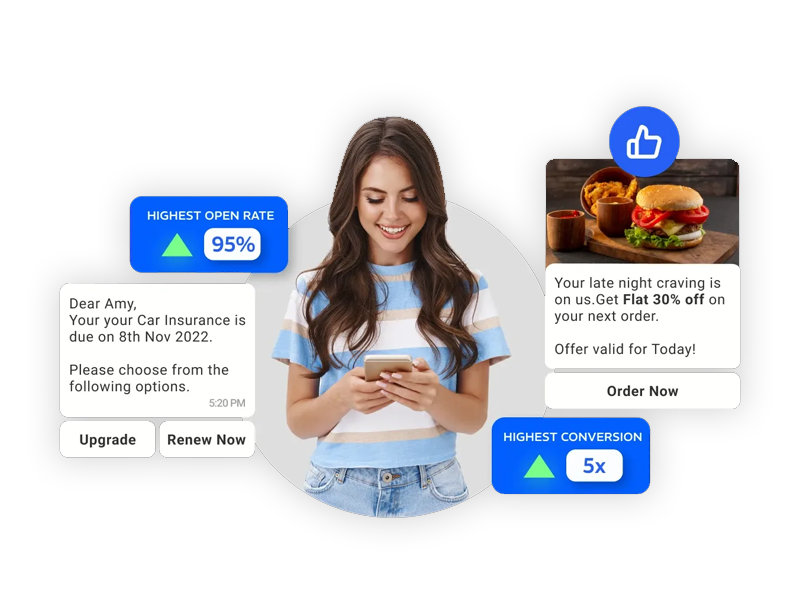 HIGHEST OPEN RATE
95%
Dear Amy,
Your your Car Insurance is
due on 8th Nov 2022.
Please choose from the
following options.
5:20 PM
Upgrade
Renew Now
Your late night craving is
on us.Get Flat 30% off on
your next order.
Offer valid for Today!
Order Now
HIGHEST CONVERSION
5x